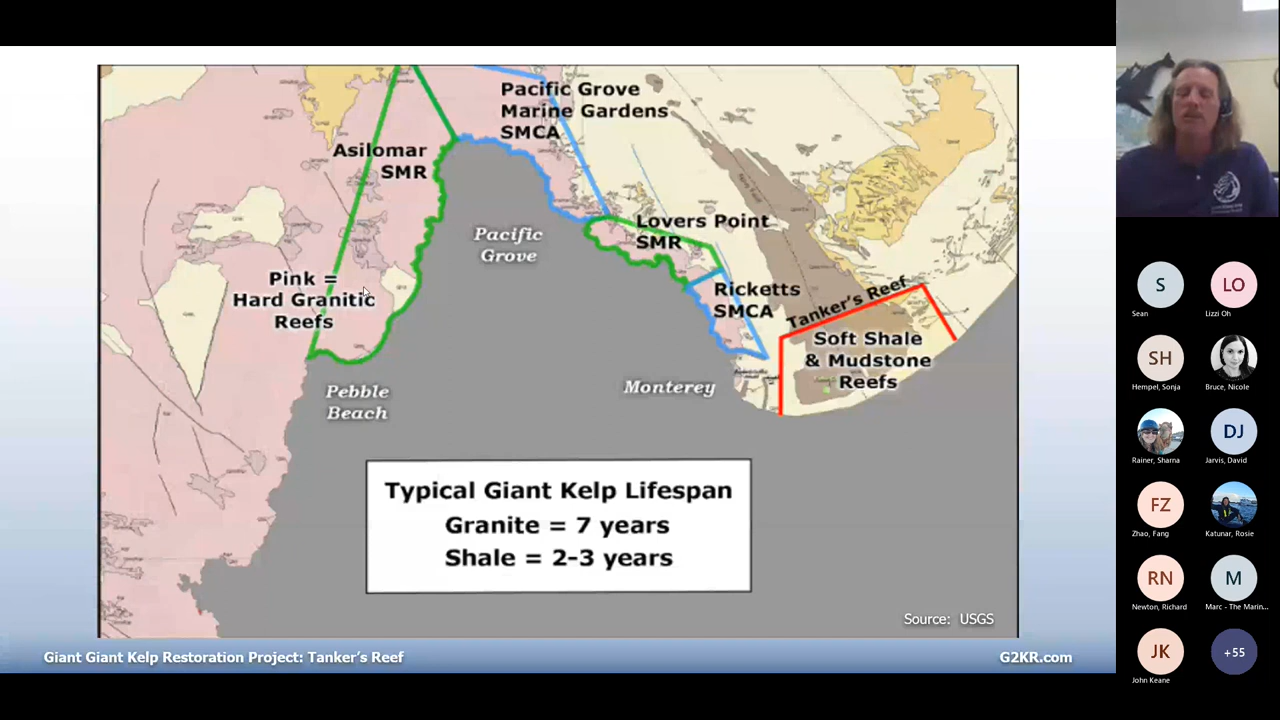 Pacific Grove
Marine Gardens
SMCA
Asilomar
SMR
Pacific
Grove
Lovers Point
SMR
Pink =
Hard Granitic
Reefs
Ricketts
SMCA
Tanker's Reef
Soft Shale
& Mudstone
Reefs
Pebble
Beach
Monterey
Typical Giant Kelp Lifespan
Granite = 7 years
Shale = 2-3 years
Source: USGS
Giant Giant Kelp Restoration Project: Tanker's Reef
G2KR.com
S
LO
Sean
Lizzi Oh
SH
Hempel, Sonja
Bruce, Nicole
DJ
Rainer, Sharna
Jarvis, David
FZ
Zhao, Fang
Katunar, Rosie
RN
M
Newton, Richard
Marc - The Marin...
JK
+55
John Keane